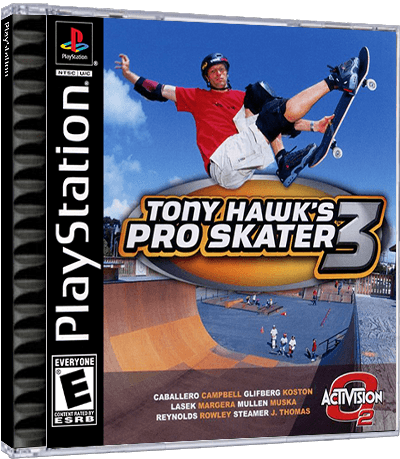 PlayStation
PlayStation
NTSC U/C
PlayStation
TONY HAWK'S
PRO SKATER 3
EVERYONE
E
CONTENT RATED BY
ESRB
CABALLERO CAMPBELL GLIFBERG KOSTON
LASEK MARGERA MULLEN MUSKA
REYNOLDS ROWLEY STEAMER J. THOMAS
ACTIVISION
O2